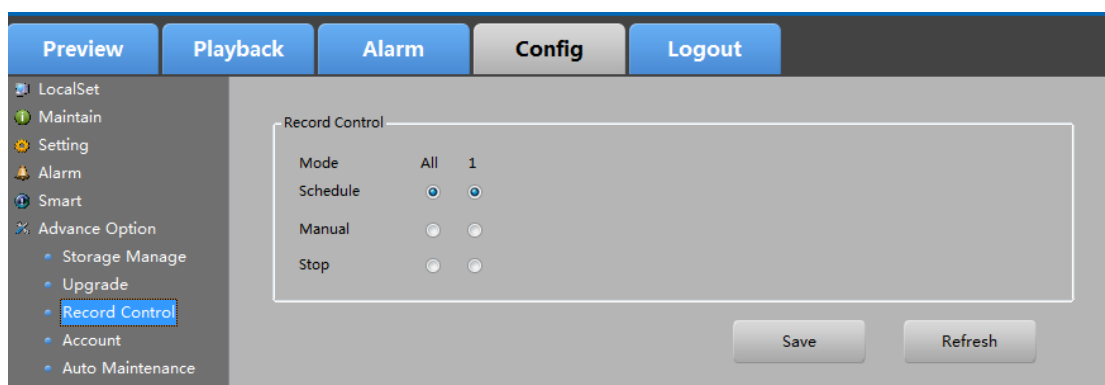 Preview Playback Alarm Config Logout
LocalSet
Maintain
Setting
Alarm
Smart
Advance Option
Storage Manage
Upgrade
Record Control
Account
Auto Maintenance
Record Control
Mode All 1
Schedule
Manual
Stop
Save Refresh